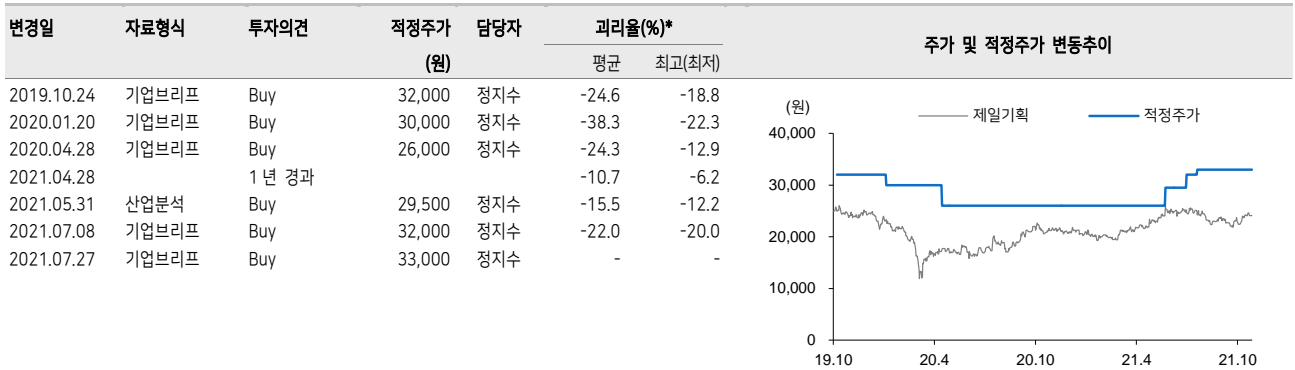 변경일 자료형식 투자의견 적정주가 담당자 괴리율(%)*
(원) 평균 최고(최저)
2019.10.24 기업브리프 Buy 32,000 정지수 -24.6 -18.8
2020.01.20 기업브리프 Buy 30,000 정지수 -38.3 -22.3
2020.04.28 기업브리프 Buy 26,000 정지수 -24.3 -12.9
2021.04.28 1년 경과 -10.7 -6.2
2021.05.31 산업분석 Buy 29,500 정지수 -15.5 -12.2
2021.07.08 기업브리프 Buy 32,000 정지수 -22.0 -20.0
2021.07.27 기업브리프 Buy 33,000 정지수 - -
주가 및 적정주가 변동추이
(원) 제일기획 적정주가
40,000
30,000
20,000
10,000
0
19.10 20.4 20.10 21.4 21.10